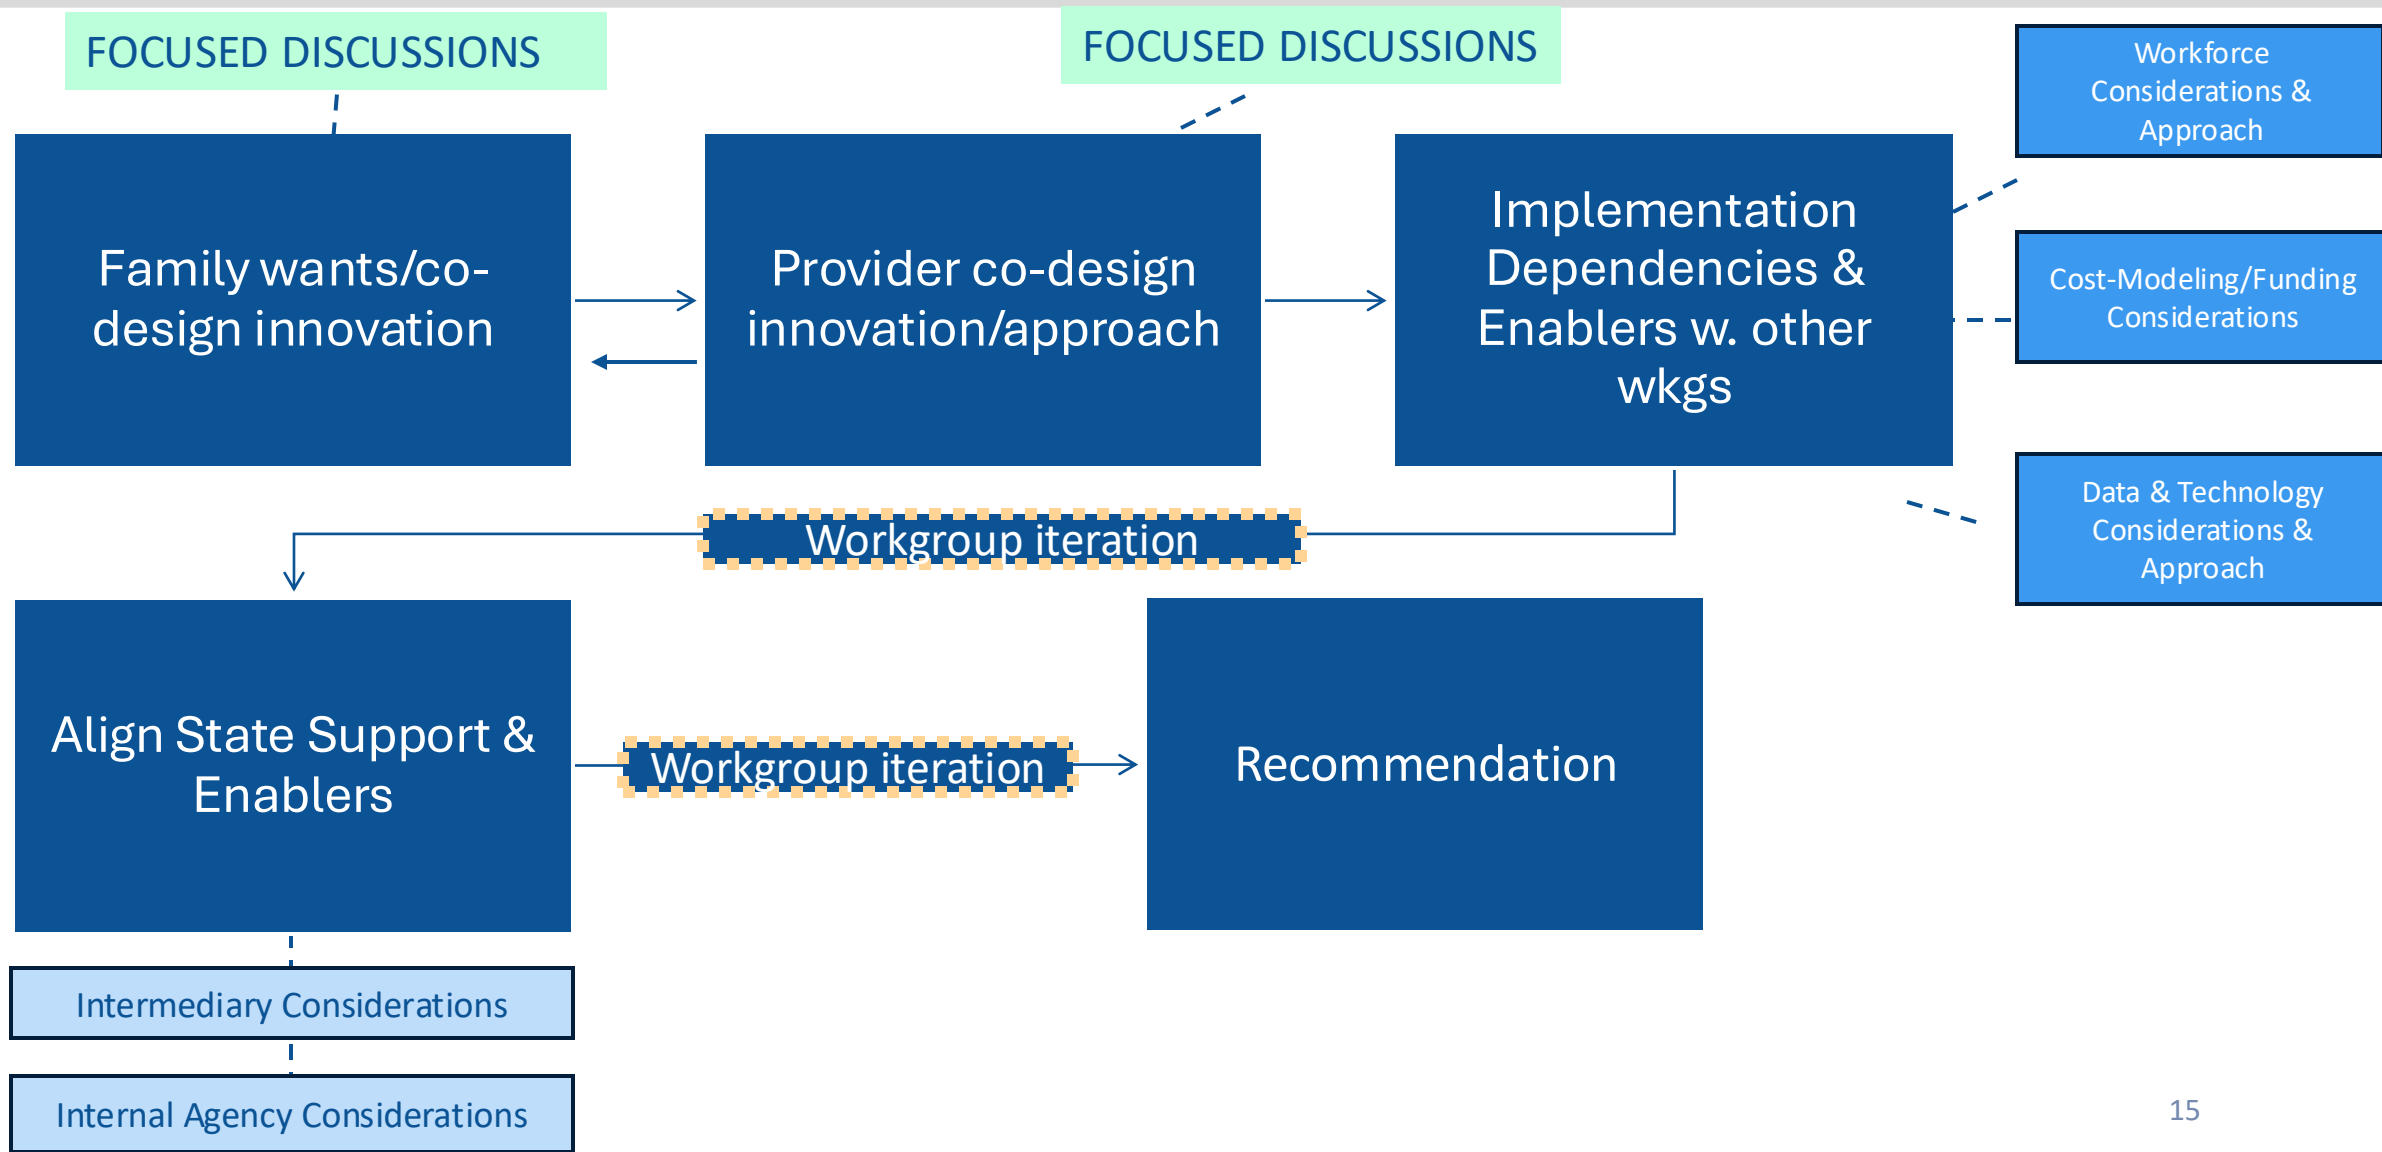 FOCUSED DISCUSSIONS
FOCUSED DISCUSSIONS
Workforce
Considerations &
Approach
Family wants/co-
design innovation
Provider co-design
innovation/approach
Implementation
Dependencies &
Enablers w. other
wkgs
Cost-Modeling/Funding
Considerations
Data & Technology
Considerations &
Approach
Workgroup iteration
Align State Support &
Enablers
Workgroup iteration
Recommendation
Intermediary Considerations
Internal Agency Considerations
15